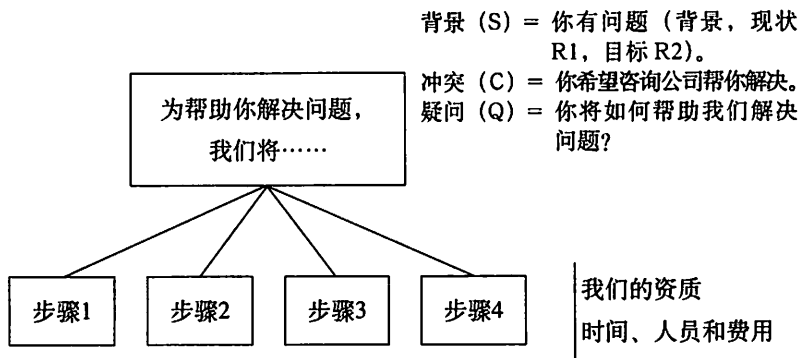 背景（S）= 你有问题（背景，现状
R1，目标 R2）。
冲突（C）= 你希望咨询公司帮你解决。
疑问（Q）= 你将如何帮助我们解决
问题？
为帮助你解决问题，
我们将……
步骤1
步骤2
步骤3
步骤4
我们的资质
时间、人员和费用